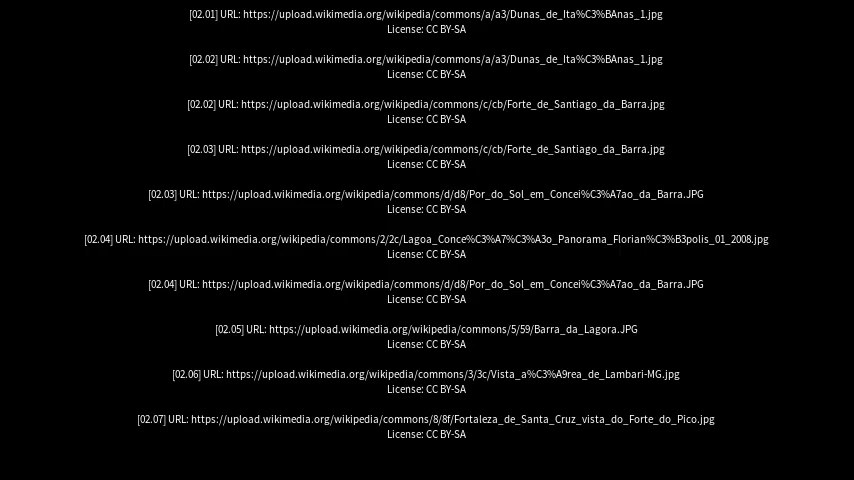 [02.01] URL: https://upload.wikimedia.org/wikipedia/commons/a/a3/Dunas_de_Ita%C3%BAnas_1.jpg
License: CC BY-SA
[02.02] URL: https://upload.wikimedia.org/wikipedia/commons/a/a3/Dunas_de_Ita%C3%BAnas_1.jpg
License: CC BY-SA
[02.02] URL: https://upload.wikimedia.org/wikipedia/commons/c/cb/Forte_de_Santiago_da_Barra.jpg
License: CC BY-SA
[02.03] URL: https://upload.wikimedia.org/wikipedia/commons/c/cb/Forte_de_Santiago_da_Barra.jpg
License: CC BY-SA
[02.03] URL: https://upload.wikimedia.org/wikipedia/commons/d/d8/Por_do_Sol_em_Concei%C3%A7ao_da_Barra.JPG
License: CC BY-SA
[02.04] URL: https://upload.wikimedia.org/wikipedia/commons/2/2c/Lagoa_Conce%C3%A7%C3%A3o_Panorama_Florian%C3%B3polis_01_2008.jpg
License: CC BY-SA
[02.04] URL: https://upload.wikimedia.org/wikipedia/commons/d/d8/Por_do_Sol_em_Concei%C3%A7ao_da_Barra.JPG
License: CC BY-SA
[02.05] URL: https://upload.wikimedia.org/wikipedia/commons/5/59/Barra_da_Lagora.JPG
License: CC BY-SA
[02.06] URL: https://upload.wikimedia.org/wikipedia/commons/3/3c/Vista_a%C3%A9rea_de_Lambari-MG.jpg
License: CC BY-SA
[02.07] URL: https://upload.wikimedia.org/wikipedia/commons/8/8f/Fortaleza_de_Santa_Cruz_vista_do_Forte_do_Pico.jpg
License: CC BY-SA